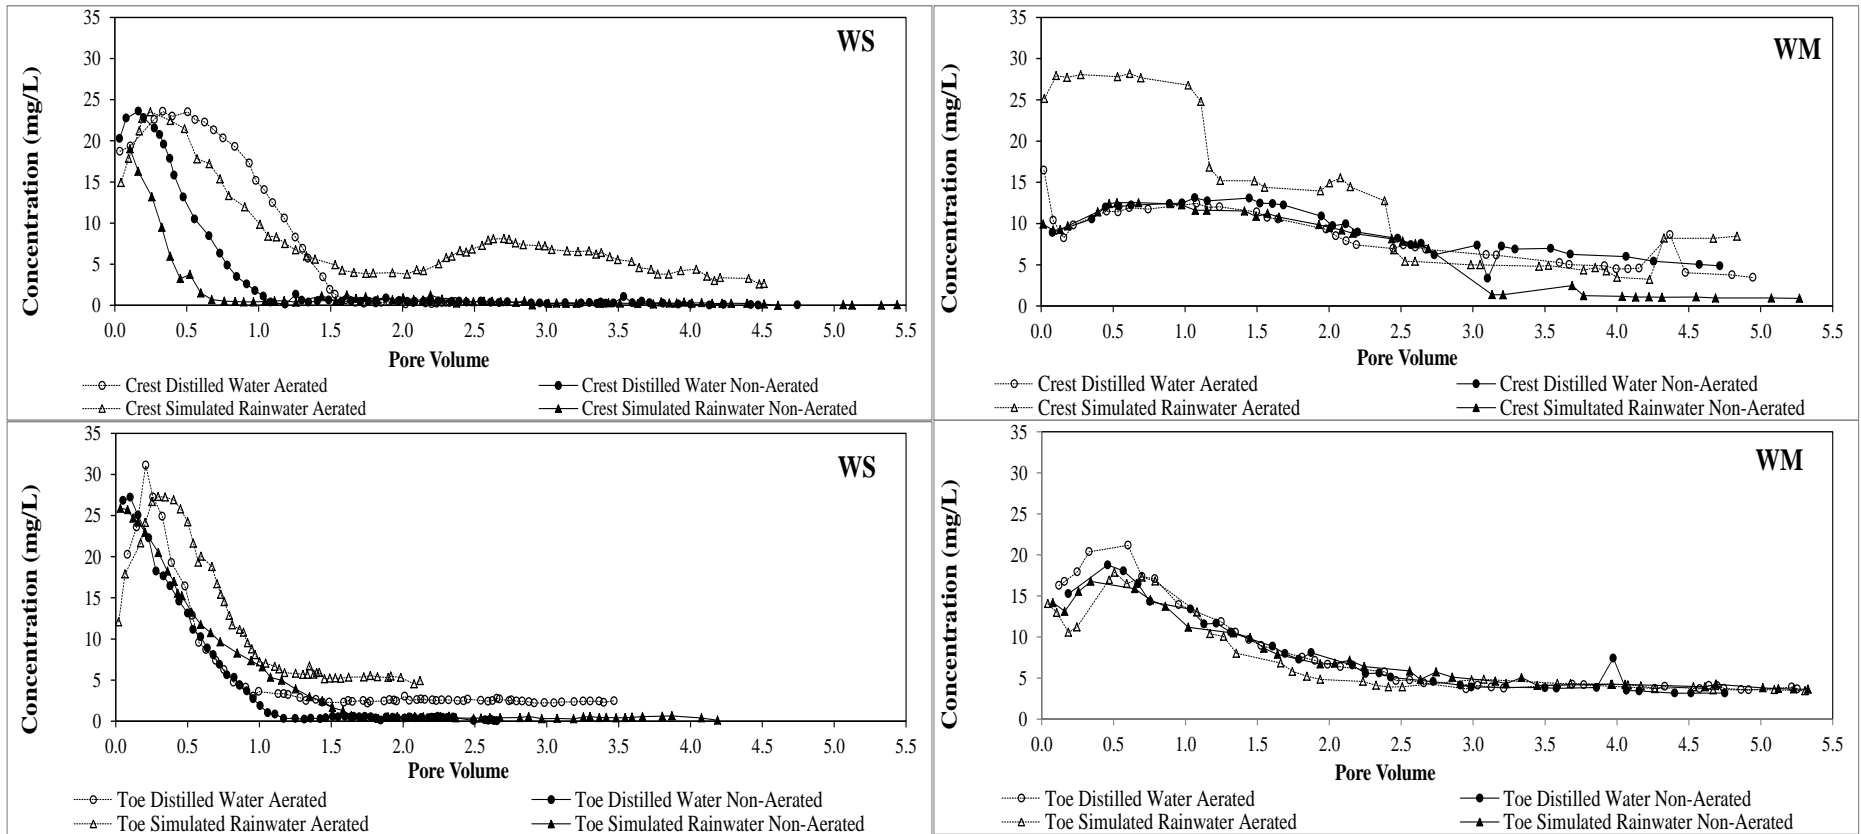 WS
Concentration (mg/L)
35
30
25
20
15
10
5
0
0.0 0.5 1.0 1.5 2.0 2.5 3.0 3.5 4.0 4.5 5.0 5.5
Pore Volume
Crest Distilled Water Aerated
Crest Distilled Water Non-Aerated
Crest Simulated Rainwater Aerated
Crest Simulated Rainwater Non-Aerated
WM
Concentration (mg/L)
35
30
25
20
15
10
5
0
0.0 0.5 1.0 1.5 2.0 2.5 3.0 3.5 4.0 4.5 5.0 5.5
Pore Volume
Crest Distilled Water Aerated
Crest Distilled Water Non-Aerated
Crest Simulated Rainwater Aerated
Crest Simultated Rainwater Non-Aerated
WS
Concentration (mg/L)
35
30
25
20
15
10
5
0
0.0 0.5 1.0 1.5 2.0 2.5 3.0 3.5 4.0 4.5 5.0 5.5
Pore Volume
Toe Distilled Water Aerated
Toe Distilled Water Non-Aerated
Toe Simulated Rainwater Aerated
Toe Simulated Rainwater Non-Aerated
WM
Concentration (mg/L)
35
30
25
20
15
10
5
0
0.0 0.5 1.0 1.5 2.0 2.5 3.0 3.5 4.0 4.5 5.0 5.5
Pore Volume
Toe Distilled Water Aerated
Toe Distilled Water Non-Aerated
Toe Simulated Rainwater Aerated
Toe Simulated Rainwater Non-Aerated